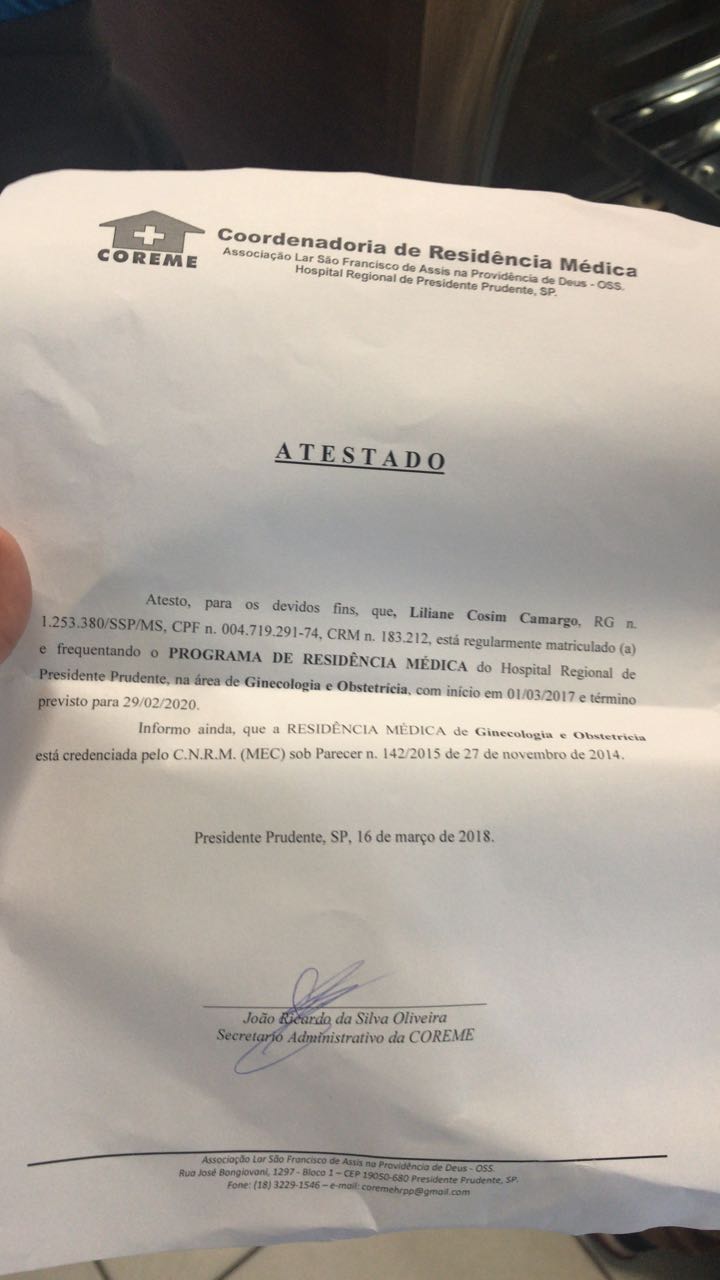 COREME
Coordenadoria de Residência Médica
Associação Lar São Francisco de Assis na Providência de Deus - OSS.
Hospital Regional de Presidente Prudente, SP.
ATESTADO
Atesto, para os devidos fins, que, Liliane Cosim Camargo, RG n.
1.253.380/SSP/MS, CPF n. 004.719.291-74, CRM n. 183.212, está regularmente matriculado (a)
e frequentando o PROGRAMA DE RESIDÊNCIA MÉDICA do Hospital Regional de
Presidente Prudente, na área de Ginecologia e Obstetrícia, com início em 01/03/2017 e término
previsto para 29/02/2020.
Informo ainda, que a RESIDÊNCIA MÉDICA de Ginecologia e Obstetrícia
está credenciada pelo C.N.R.M. (MEC) sob Parecer n. 142/2015 de 27 de novembro de 2014.
Presidente Prudente, SP, 16 de março de 2018.
João Ricardo da Silva Oliveira
Secretario Administrativo da COREME
Associação Lar São Francisco de Assis na Providência de Deus - OSS.
Rua José Bongiovani, 1297 - Bloco 1 – CEP 19050-680 Presidente Prudente, SP.
Fone: (18) 3229-1546 – e-mail: coremehrpp@gmail.com